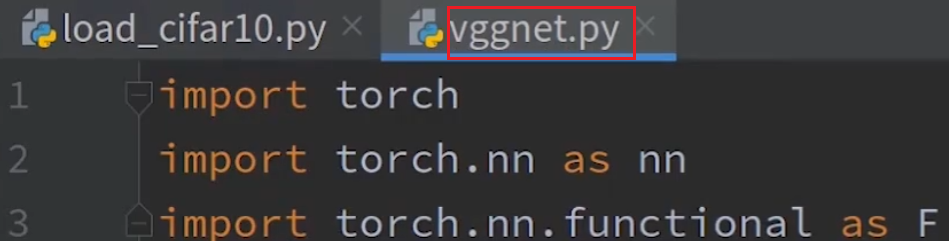 load_cifar10.py × vggnet.py ×
1 import torch
2 import torch.nn as nn
3 import torch.nn.functional as F